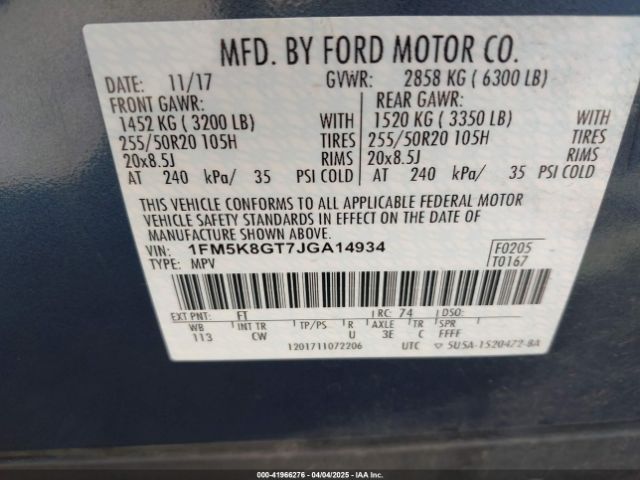 MFD. BY FORD MOTOR CO.
DATE: 11/17 GVWR: 2858 KG ( 6300 LB)
FRONT GAWR: REAR GAWR:
1452 KG ( 3200 LB) WITH 1520 KG ( 3350 LB) WITH
255/50R20 105H TIRES 255/50R20 105H TIRES
20x8.5J RIMS 20x8.5J RIMS
AT 240 kPa/ 35 PSI COLD AT 240 kPa/ 35 PSI COLD
THIS VEHICLE CONFORMS TO ALL APPLICABLE FEDERAL MOTOR
VEHICLE SAFETY STANDARDS IN EFFECT ON THE DATE OF
MANUFACTURE SHOWN ABOVE.
VIN: 1FM5K8GT7JGA14934 F0205
TYPE: MPV T0167
EXT PNT: FT RC: 74 DSO:
WB INT TR TP/PS R AXLE TR SPR
113 CW U 3E C FFFF
1201711072206 UTC ▽ 5U5A-1520472-BA
00-41966276 - 04/04/2025 - IAAI.COM